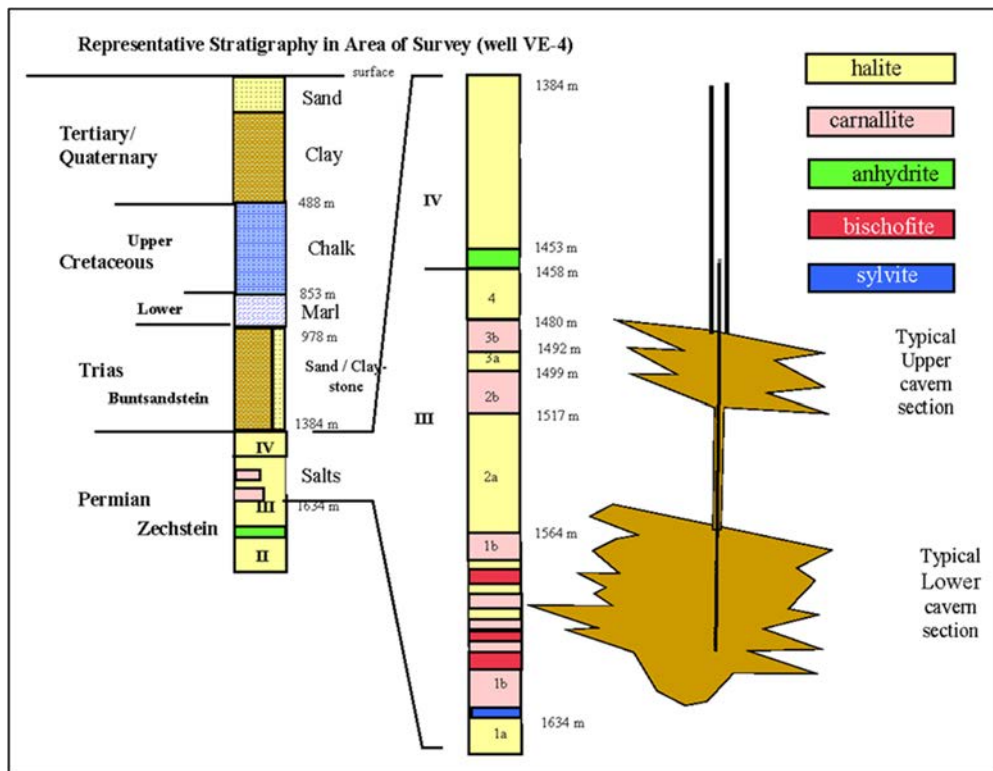 Representative Stratigraphy in Area of Survey (well VE-4)
surface
Sand
Tertiary/
Quaternary
Clay
488 m
Upper
Cretaceous
Chalk
853 m
Lower
Marl
978 m
Trias
Sand / Clay-
stone
Buntsandstein
1384 m
IV
Salts
Permian
III
1634 m
Zechstein
II
1384 m
IV
1453 m
1458 m
4
1480 m
3b
1492 m
3a
1499 m
2b
III
1517 m
2a
1564 m
1b
1b
1634 m
1a
halite
carnallite
anhydrite
bischofite
sylvite
Typical
Upper
cavern
section
Typical
Lower
cavern
section